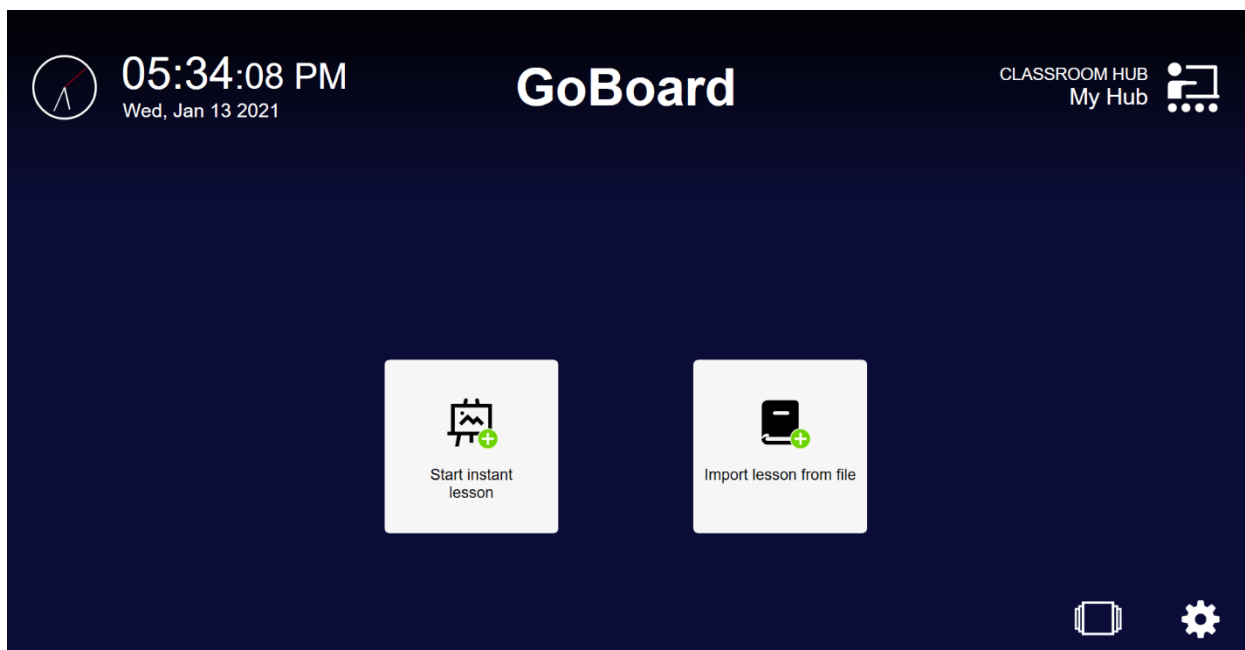 05:34:08 PM
Wed, Jan 13 2021
GoBoard
CLASSROOM HUB
My Hub
Start instant
lesson
Import lesson from file